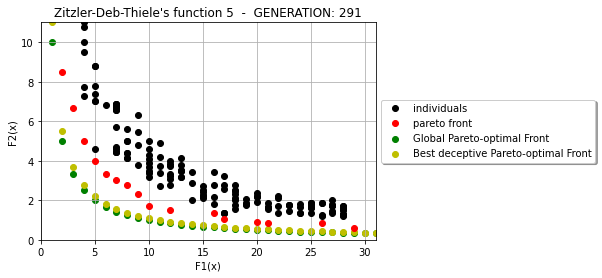 Zitzler-Deb-Thiele's function 5 - GENERATION: 291
F2(x)
10
8
6
4
2
0
0 5 10 15 20 25 30
F1(x)
individuals
pareto front
Global Pareto-optimal Front
Best deceptive Pareto-optimal Front